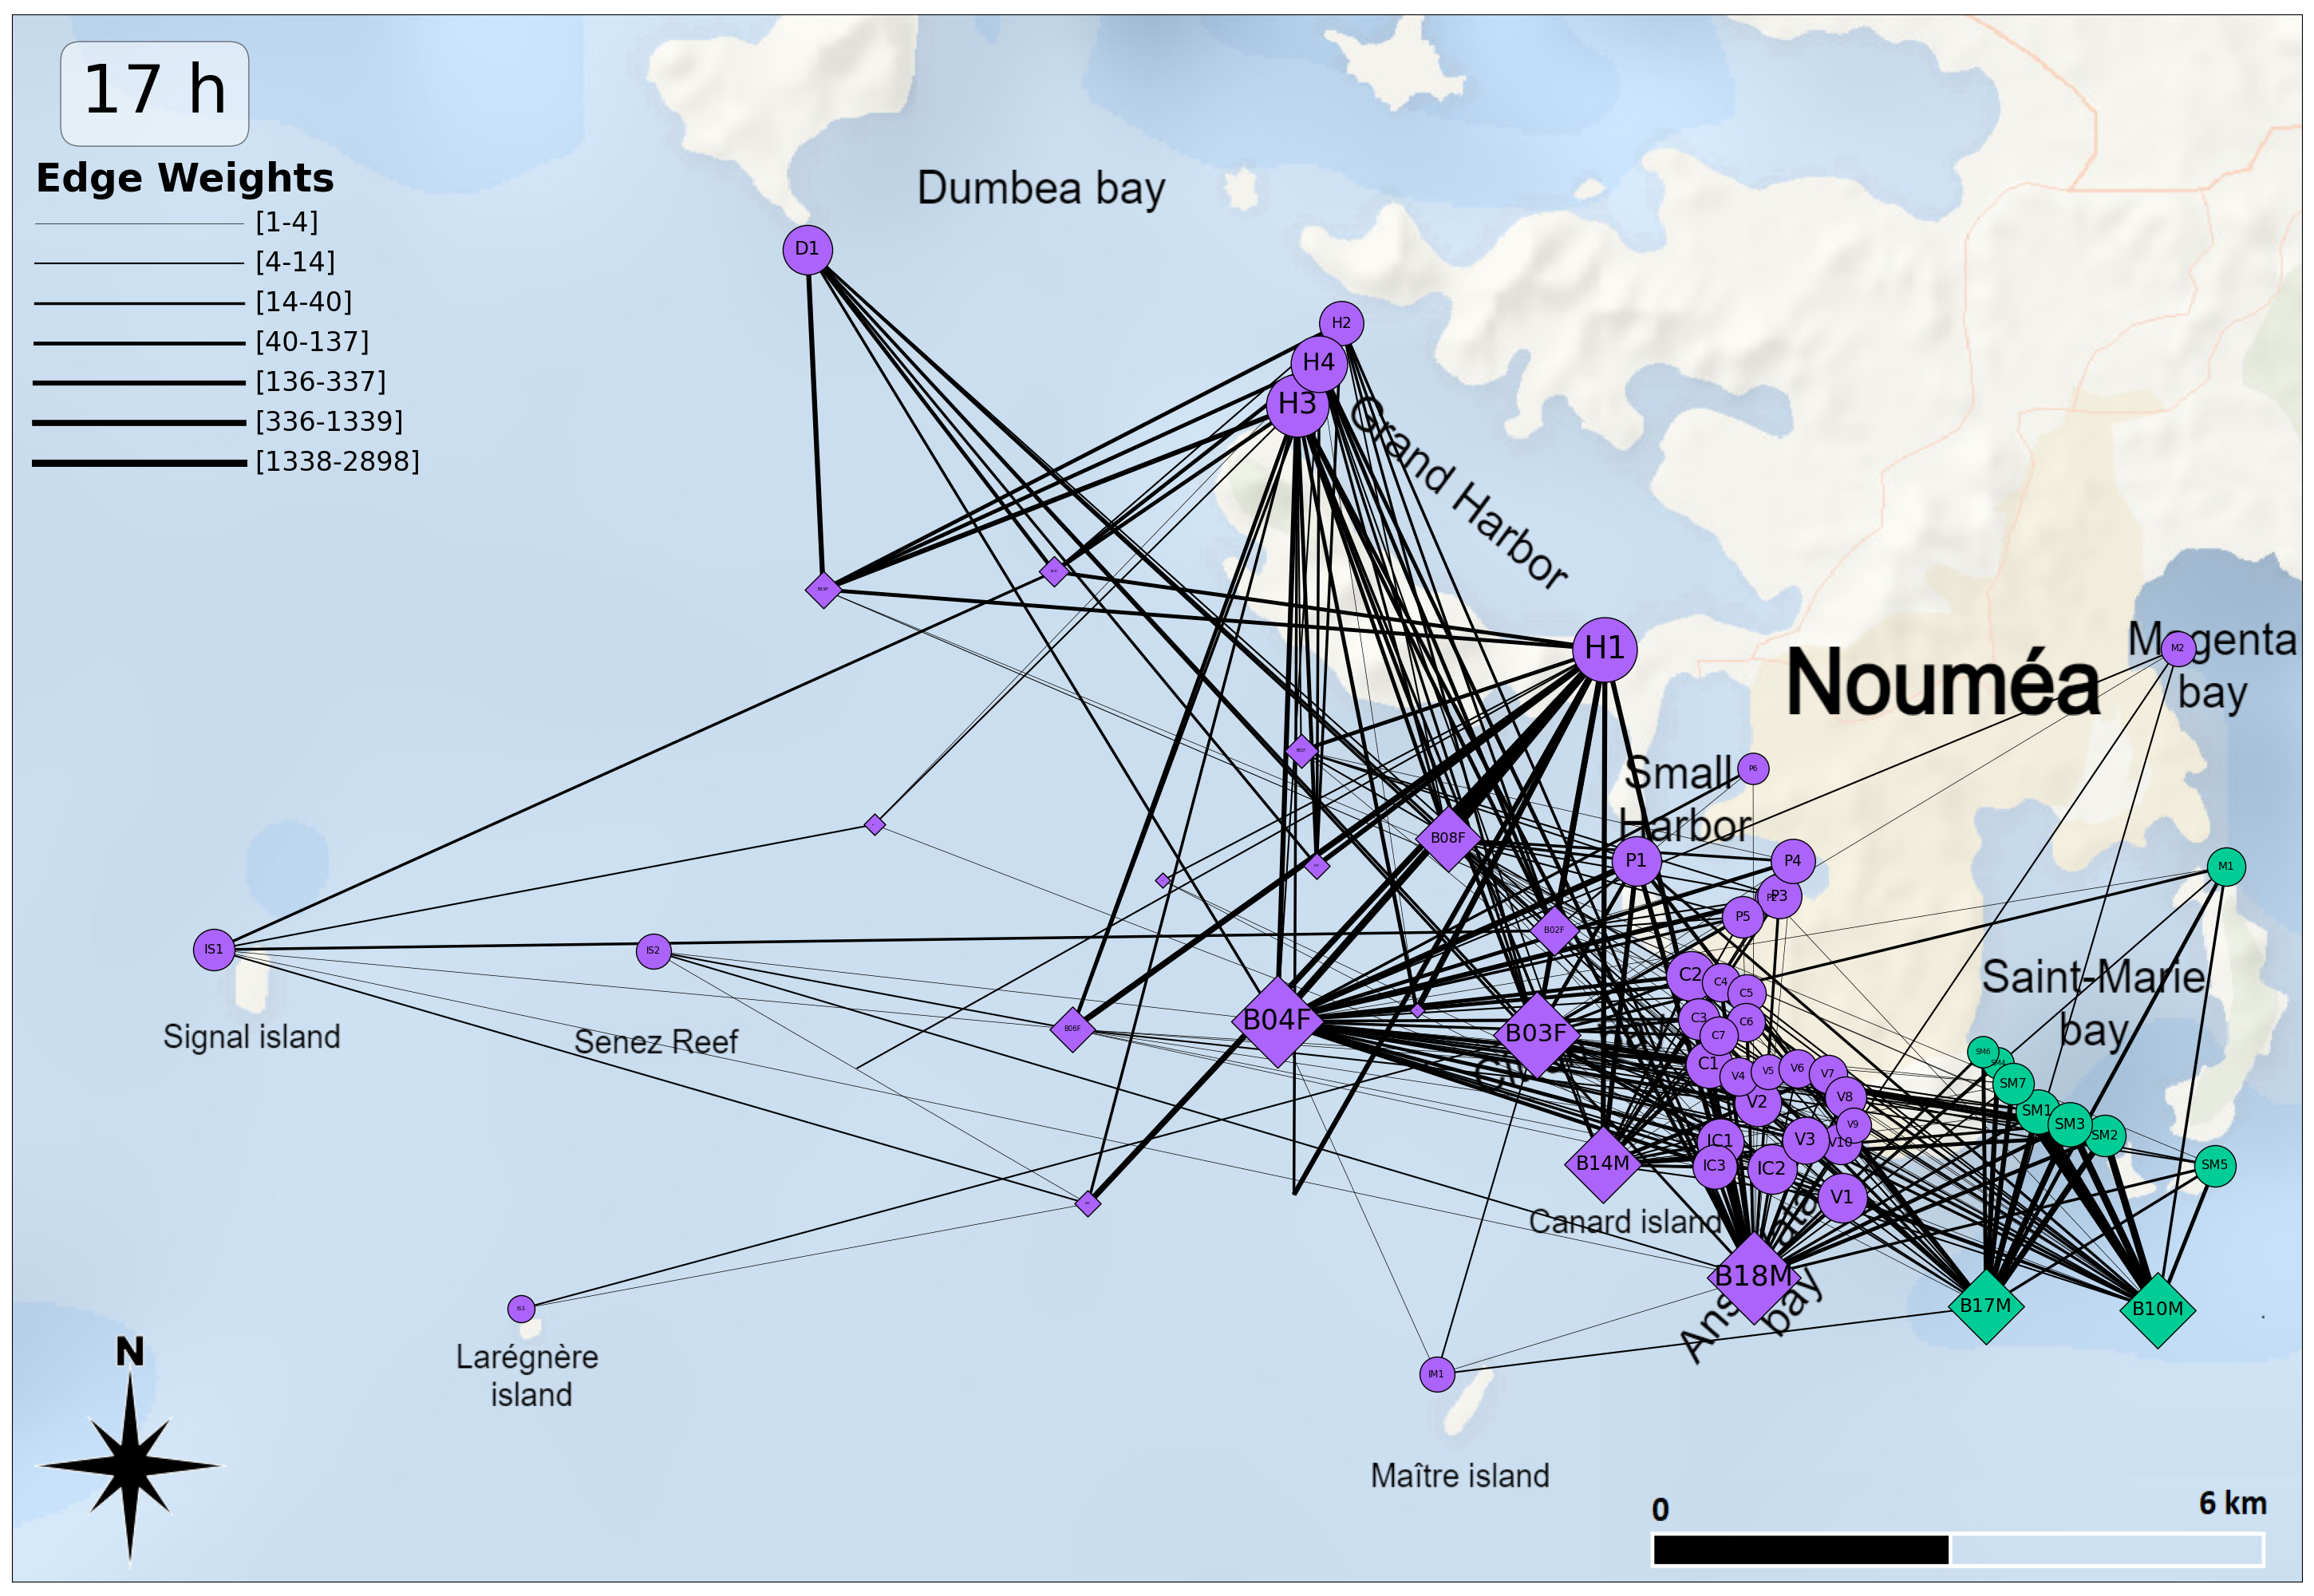 17 h
Edge Weights
[1-4]
[4-14]
[14-40]
[40-137]
[136-337]
[336-1339]
[1338-2898]
Dumbea bay
D1
H2
H4
H3
Grand Harbor
H1
Nouméa
Magenta
bay
M2
Small
Harbor
P6
B08F
P1
P4
P3
P5
M1
B02F
IS1
IS2
Signal island
Senez Reef
B06F
B04F
B03F
C2
C4
C5
C3
C6
C7
C1
V4
V5
V6
V7
V2
V8
V9
V3
V10
IC1
IC3
IC2
V1
B14M
Canard island
B18M
bay
Saint-Marie
bay
SM6
SM7
SM1
SM3
SM2
SM5
B17M
B10M
IS3
Larégnère
island
IM1
Maître island
N
0
6 km